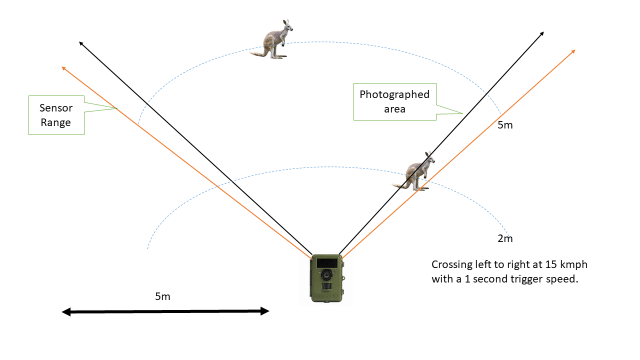 Photographed
area
Sensor
Range
5m
2m
Crossing left to right at 15 kmph
with a 1 second trigger speed.
5m